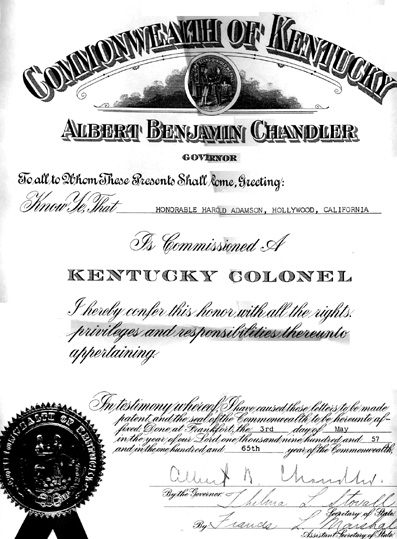 COMMONWEALTH OF KENTUCKY
ALBERT BENJAMIN CHANDLER
GOVERNOR
To all to Whom These Presents Shall Come, Greeting:
Know Ye, That HONORABLE HAROLD ADAMSON, HOLLYWOOD, CALIFORNIA
Is Commissioned A
KENTUCKY COLONEL
I hereby confer this honor with all the rights,
privileges and responsibilities thereunto
appertaining
In testimony whereof, I have caused these letters to be made
patent, and the seal of the Commonwealth to be hereunto af-
fixed. Done at Frankfort, the 3rd day of May
in the year of our Lord one thousand nine hundred and 57
and in the one hundred and 65th year of the Commonwealth.
Albert B. Chandler
By the Governor Thelma L. Stovall
Secretary of State
By Francis L. Marshal
Assistant Secretary of State